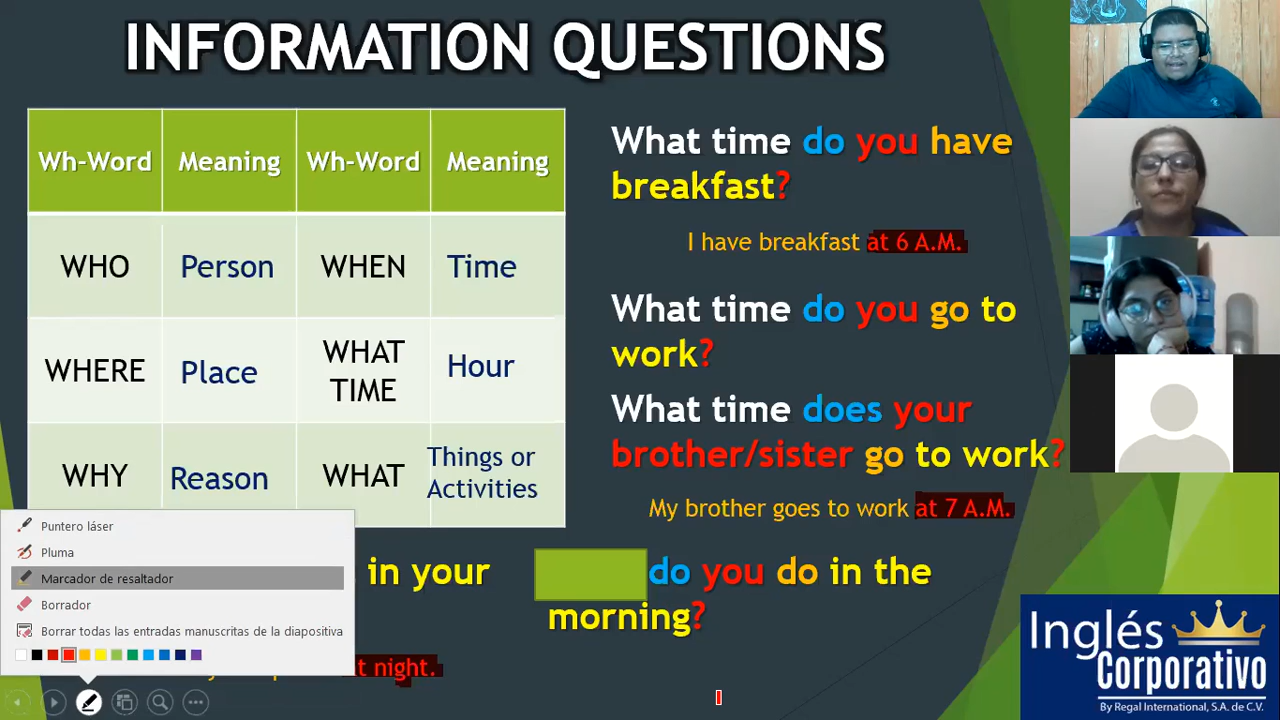 INFORMATION QUESTIONS
Wh-Word Meaning Wh-Word Meaning
WHO Person WHEN Time
WHERE Place WHAT TIME Hour
WHY Reason WHAT Things or Activities
What time do you have
breakfast?
I have breakfast at 6 A.M.
What time do you go to
work?
What time does your
brother/sister go to work?
My brother goes to work at 7 A.M.
in your
do you do in the
morning?
t night.
Puntero láser
Pluma
Marcador de resaltador
Borrador
Borrar todas las entradas manuscritas de la diapositiva
Inglés
Corporativo
By Regal International, S.A. de C.V.